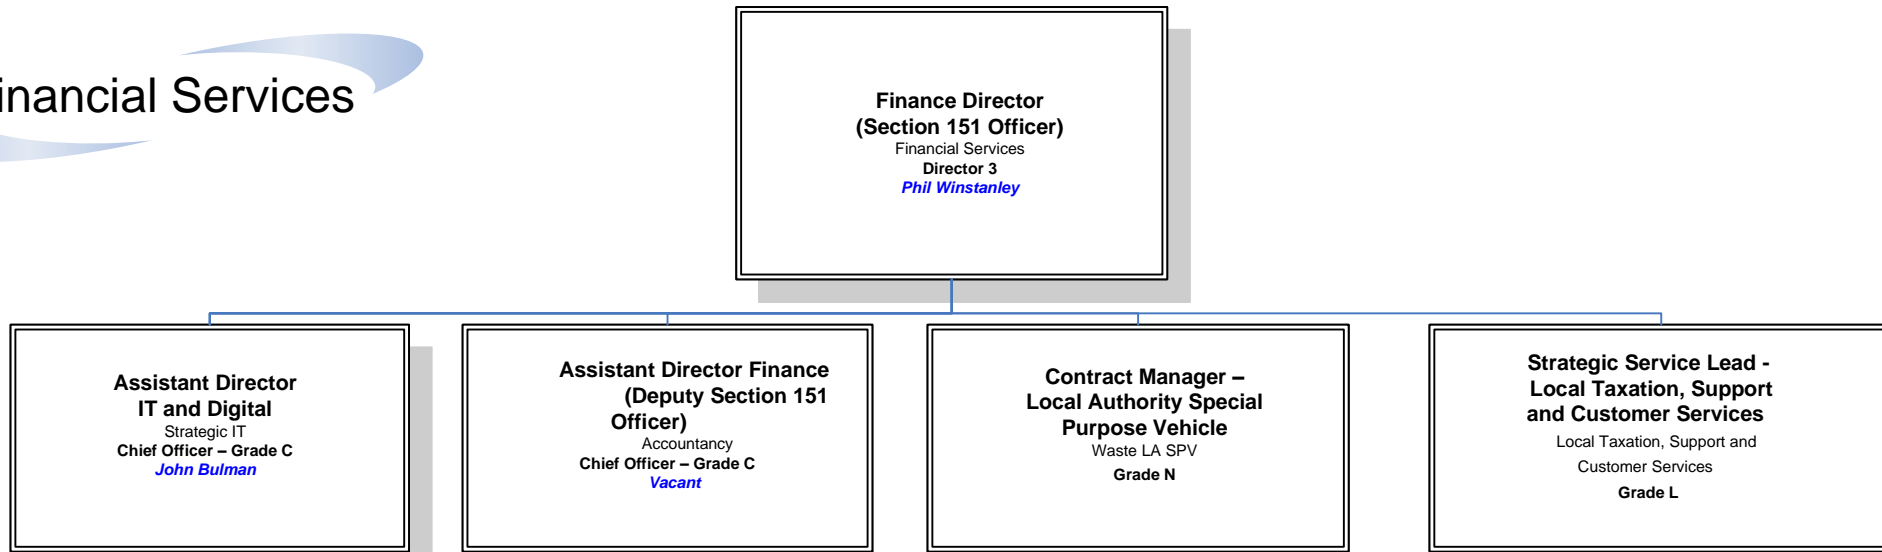 inancial Services
Finance Director
(Section 151 Officer)
Financial Services
Director 3
Phil Winstanley
Assistant Director
IT and Digital
Strategic IT
Chief Officer – Grade C
John Bulman
Assistant Director Finance
(Deputy Section 151
Officer)
Accountancy
Chief Officer – Grade C
Vacant
Contract Manager –
Local Authority Special
Purpose Vehicle
Waste LA SPV
Grade N
Strategic Service Lead -
Local Taxation, Support
and Customer Services
Local Taxation, Support and
Customer Services
Grade L